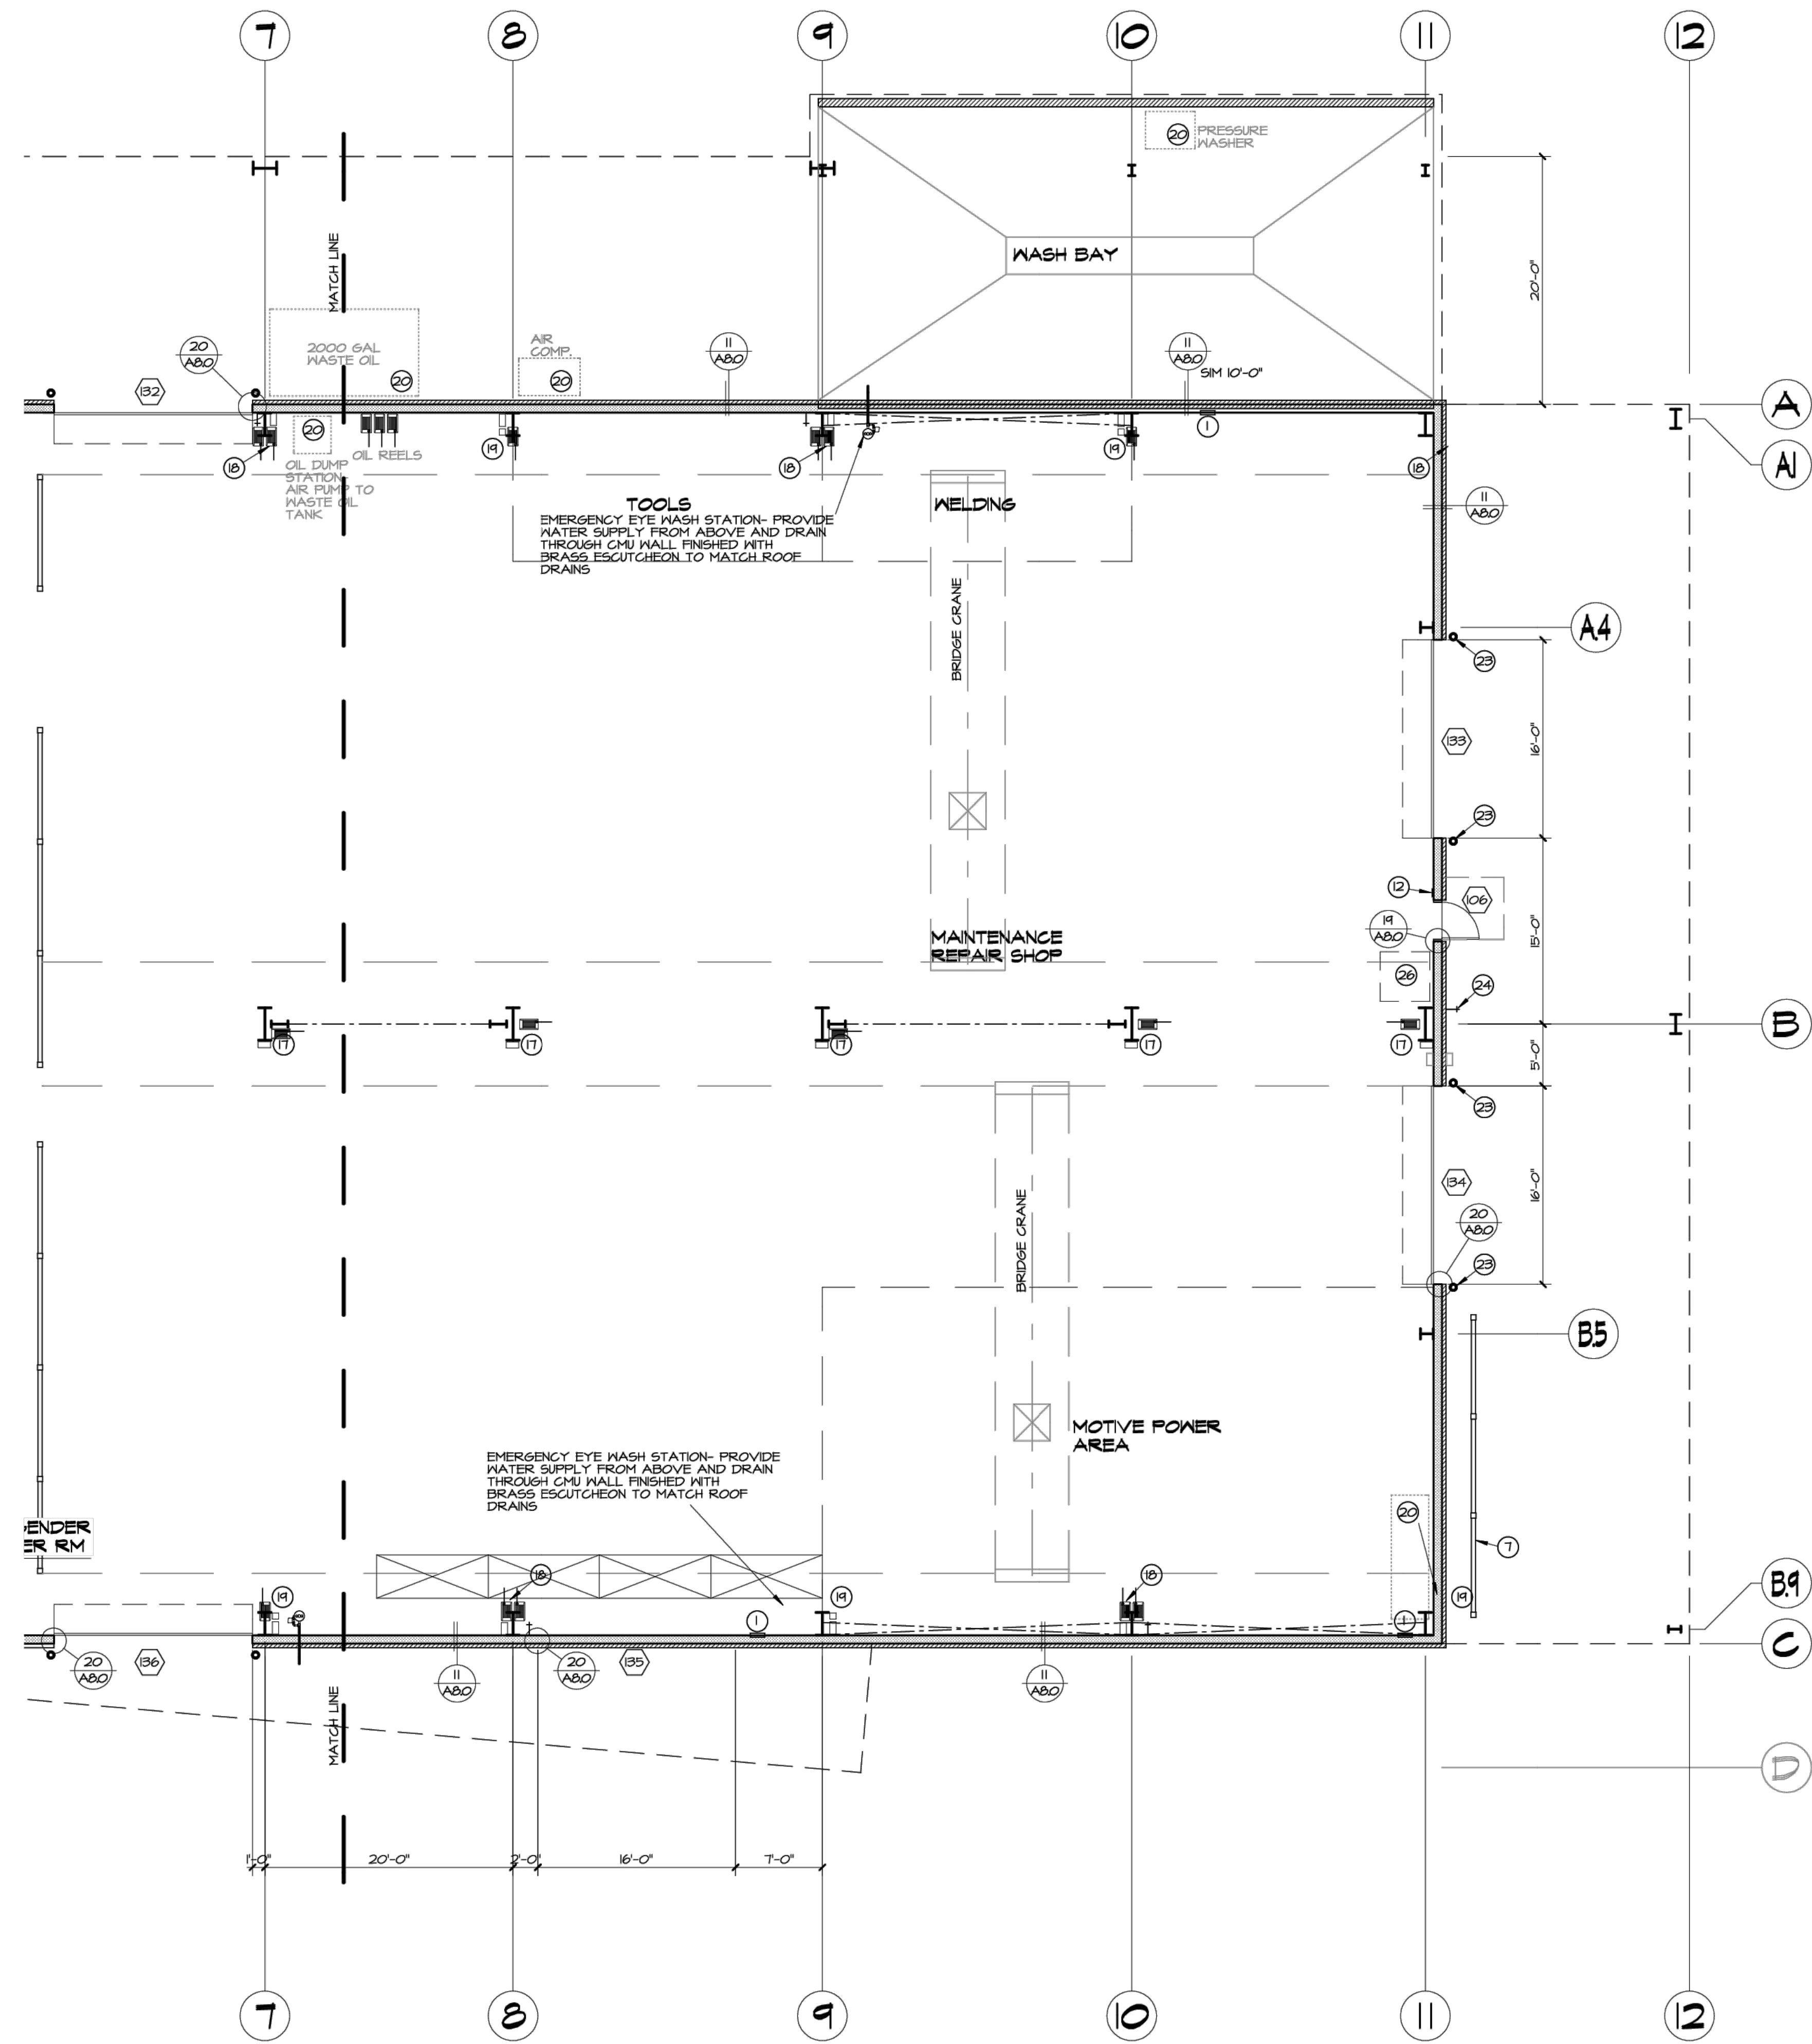 7 8 9 10 11 12
20 PRESSURE
WASHER
MATCH LINE
WASH BAY
20'-0"
20
A8.0
2000 GAL
WASTE OIL
20
AIR
COMP.
20
11
A8.0
11
A8.0
SIM 10'-0"
132
A
A.1
20
18
OIL REELS
19
18
19
1
18
OIL DUMP
STATION
AIR PUMP TO
WASTE OIL
TANK
TOOLS
EMERGENCY EYE WASH STATION- PROVIDE
WATER SUPPLY FROM ABOVE AND DRAIN
THROUGH CMU WALL FINISHED WITH
BRASS ESCUTCHEON TO MATCH ROOF
DRAINS
WELDING
11
A8.0
BRIDGE CRANE
A.4
23
133
16'-0"
23
12
106
19
A8.0
15'-0"
MAINTENANCE
REPAIR SHOP
26
24
B
17
17
17
17
17
5'-0"
23
134
16'-0"
20
A8.0
23
BRIDGE CRANE
B.5
MOTIVE POWER
AREA
EMERGENCY EYE WASH STATION- PROVIDE
WATER SUPPLY FROM ABOVE AND DRAIN
THROUGH CMU WALL FINISHED WITH
BRASS ESCUTCHEON TO MATCH ROOF
DRAINS
20
7
ENDER
ER RM
18
18
19
19
19
1
1
B.9
C
20
A8.0
136
11
A8.0
20
A8.0
135
11
A8.0
MATCH LINE
D
1'-0" 20'-0" 2'-0" 16'-0" 7'-0"
7 8 9 10 11 12